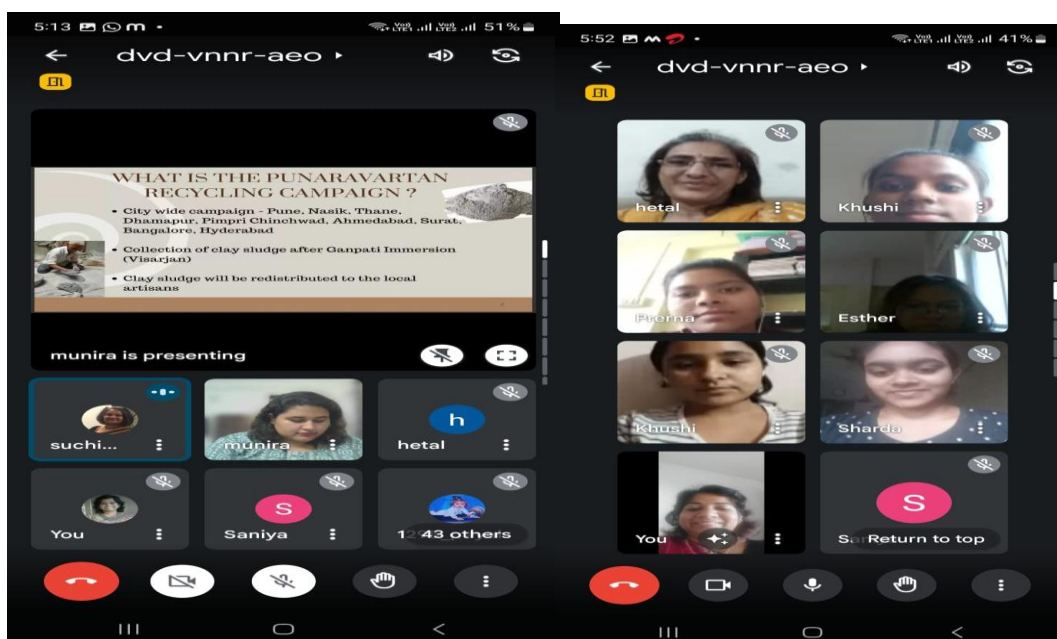 5:13
51%
dvd-vnnr-aeo
WHAT IS THE PUNARAVARTAN
RECYCLING CAMPAIGN ?
• City wide campaign - Pune, Nasik, Thane,
Dhamapur, Pimpri Chinchwad, Ahmedabad, Surat,
Bangalore, Hyderabad
• Collection of clay sludge after Ganpati Immersion
(Visarjan)
• Clay sludge will be redistributed to the local
artisans
munira is presenting
suchi...
munira
h
hetal
You
S
Saniya
43 others
5:52
41%
dvd-vnnr-aeo
hetal
Khushi
Prerna
Esther
Khushi
Sharda
You
S
Return to top